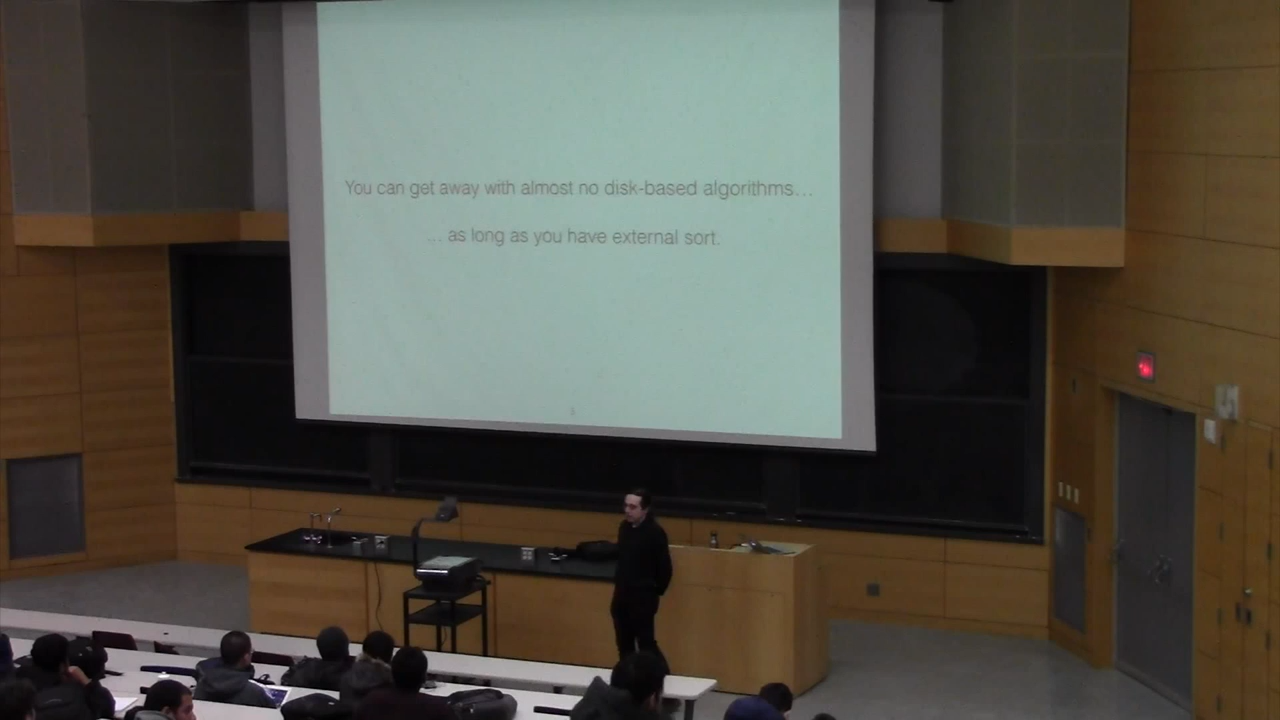 You can get away with almost no disk-based algorithms…
… as long as you have external sort.